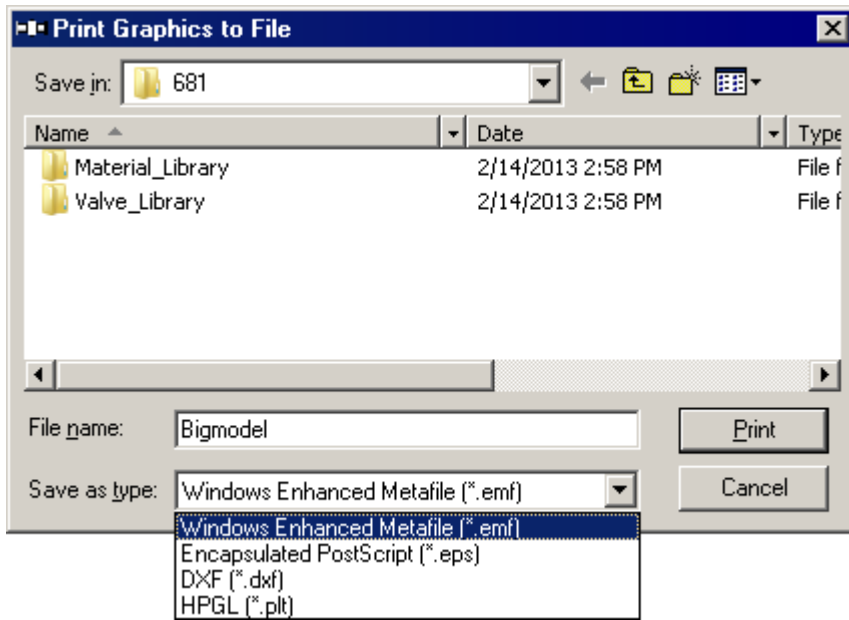 Print Graphics to File
Save in: 681
Name Date Type
Material_Library 2/14/2013 2:58 PM File f
Valve_Library 2/14/2013 2:58 PM File f
File name: Bigmodel Print
Save as type: Windows Enhanced Metafile (*.emf) Cancel
Windows Enhanced Metafile (*.emf)
Encapsulated PostScript (*.eps)
DXF (*.dxf)
HPGL (*.plt)